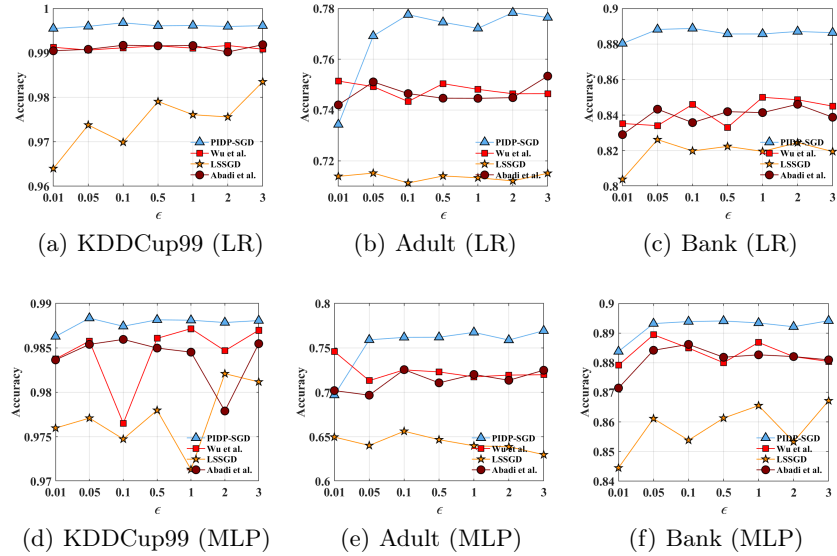 1
0.99
0.98
0.97
0.96
Accuracy
0.01 0.05 0.1 0.5 1 2 3
ϵ
PIDP-SGD
Wu et al.
LSSGD
Abadi et al.
(a) KDDCup99 (LR)
0.78
0.76
0.74
0.72
Accuracy
0.01 0.05 0.1 0.5 1 2 3
ϵ
PIDP-SGD
Wu et al.
LSSGD
Abadi et al.
(b) Adult (LR)
0.9
0.88
0.86
0.84
0.82
0.8
Accuracy
0.01 0.05 0.1 0.5 1 2 3
ϵ
PIDP-SGD
Wu et al.
LSSGD
Abadi et al.
(c) Bank (LR)
0.99
0.985
0.98
0.975
0.97
Accuracy
0.01 0.05 0.1 0.5 1 2 3
ϵ
PIDP-SGD
Wu et al.
LSSGD
Abadi et al.
(d) KDDCup99 (MLP)
0.8
0.75
0.7
0.65
0.6
Accuracy
0.01 0.05 0.1 0.5 1 2 3
ϵ
PIDP-SGD
Wu et al.
LSSGD
Abadi et al.
(e) Adult (MLP)
0.9
0.89
0.88
0.87
0.86
0.85
0.84
Accuracy
0.01 0.05 0.1 0.5 1 2 3
ϵ
PIDP-SGD
Wu et al.
LSSGD
Abadi et al.
(f) Bank (MLP)